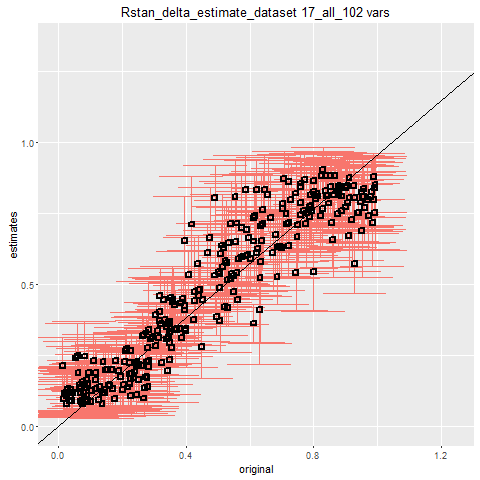 Rstan_delta_estimate_dataset 17_all_102 vars
estimates
1.0
0.5
0.0
0.0 0.4 0.8 1.2
original